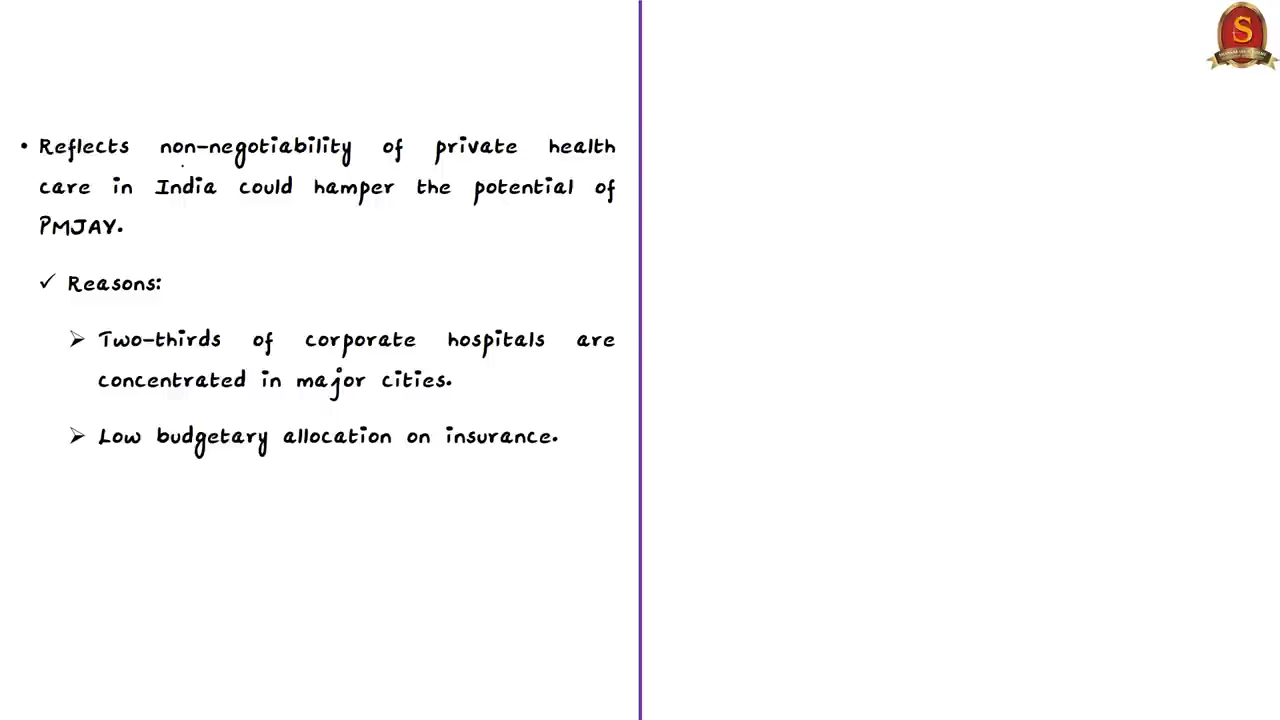 • Reflects non-negotiability of private health
care in India could hamper the potential of
PMJAY.
✓ Reasons:
➢ Two-thirds of corporate hospitals are
concentrated in major cities.
➢ Low budgetary allocation on insurance.
S